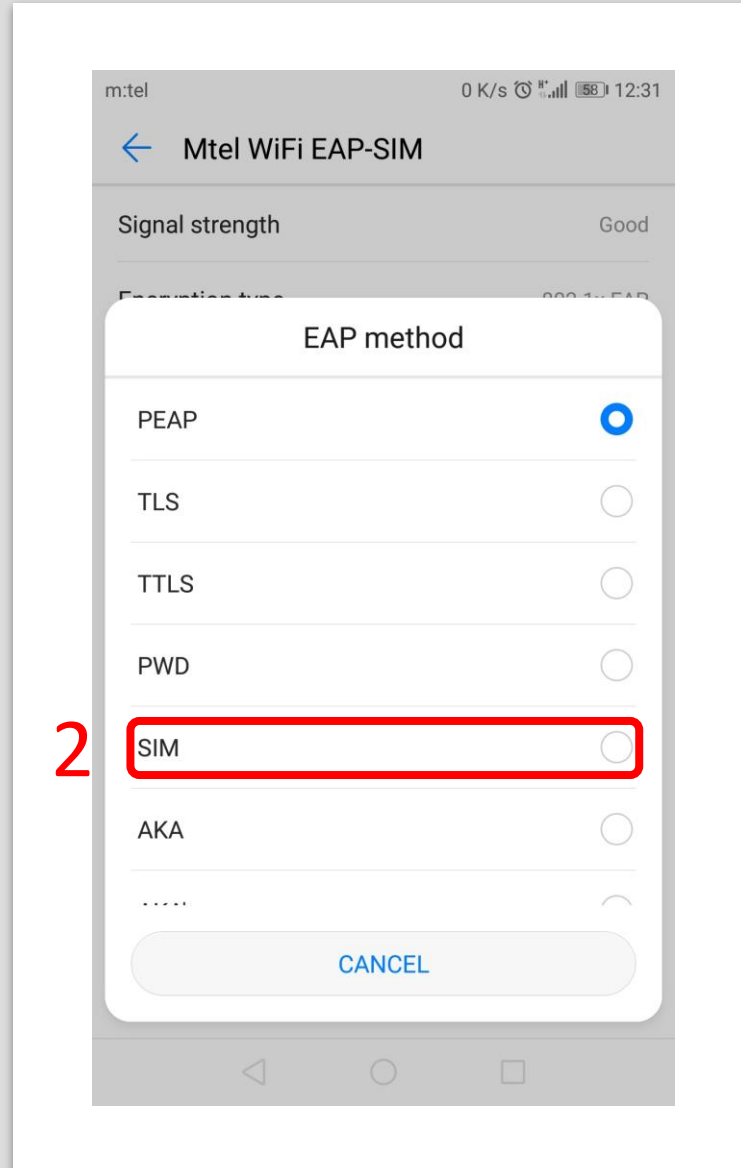 m:tel 0 K/s 58 12:31
Mtel WiFi EAP-SIM
Signal strength Good
EAP method
PEAP
TLS
TTLS
PWD
2 SIM
AKA
CANCEL